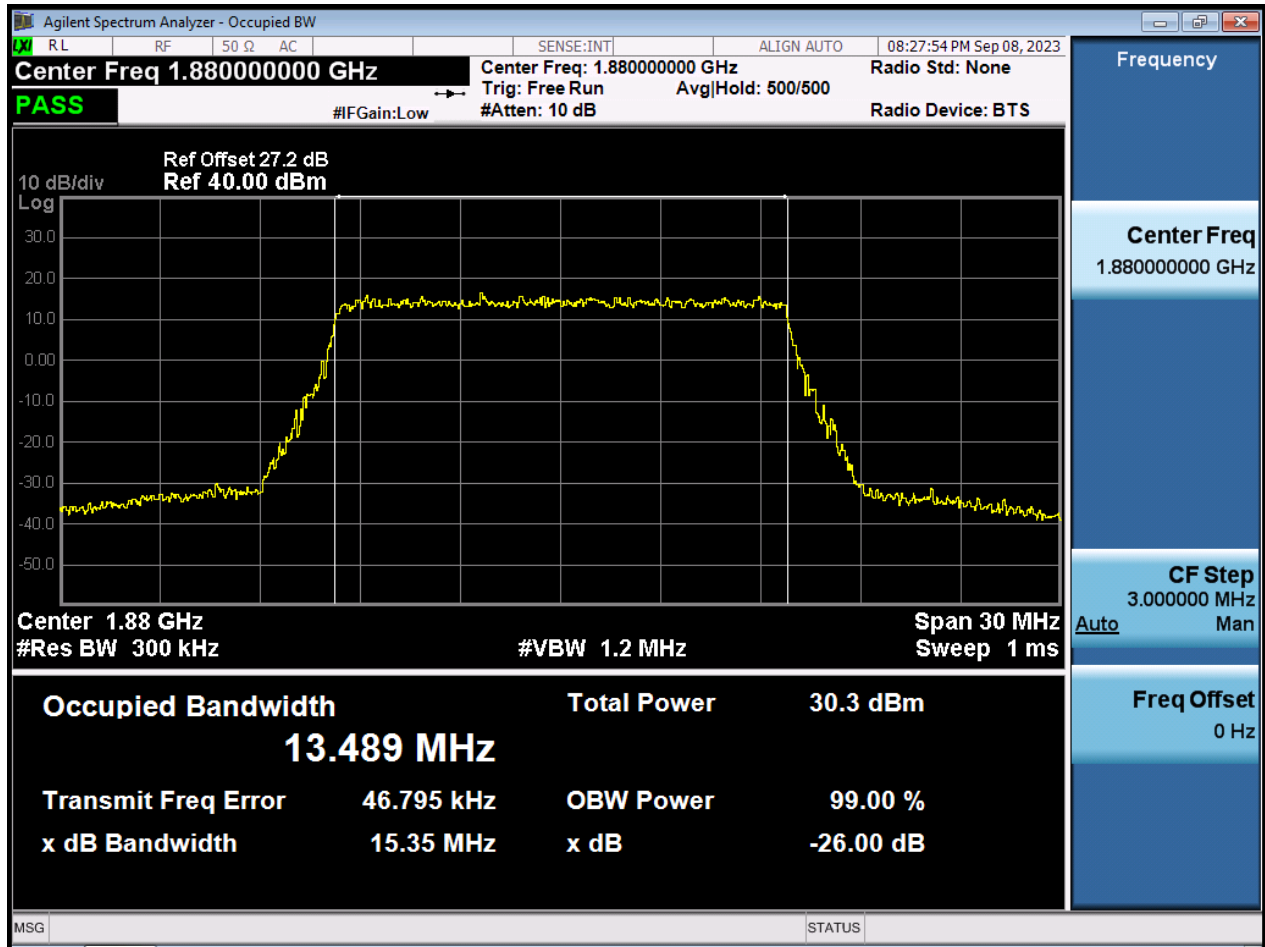 Agilent Spectrum Analyzer - Occupied BW
LXI RL RF 50 Ω AC SENSE:INT ALIGN AUTO 08:27:54 PM Sep 08, 2023
Center Freq 1.880000000 GHz
Center Freq: 1.880000000 GHz
Radio Std: None
Trig: Free Run Avg|Hold: 500/500
PASS
#IFGain:Low
#Atten: 10 dB
Radio Device: BTS
Ref Offset 27.2 dB
10 dB/div Ref 40.00 dBm
Log
30.0
20.0
10.0
0.00
-10.0
-20.0
-30.0
-40.0
-50.0
Center 1.88 GHz Span 30 MHz
#Res BW 300 kHz #VBW 1.2 MHz Sweep 1 ms
Occupied Bandwidth Total Power 30.3 dBm
13.489 MHz
Transmit Freq Error 46.795 kHz OBW Power 99.00 %
x dB Bandwidth 15.35 MHz x dB -26.00 dB
MSG STATUS
Frequency
Center Freq
1.880000000 GHz
CF Step
3.000000 MHz
Auto Man
Freq Offset
0 Hz